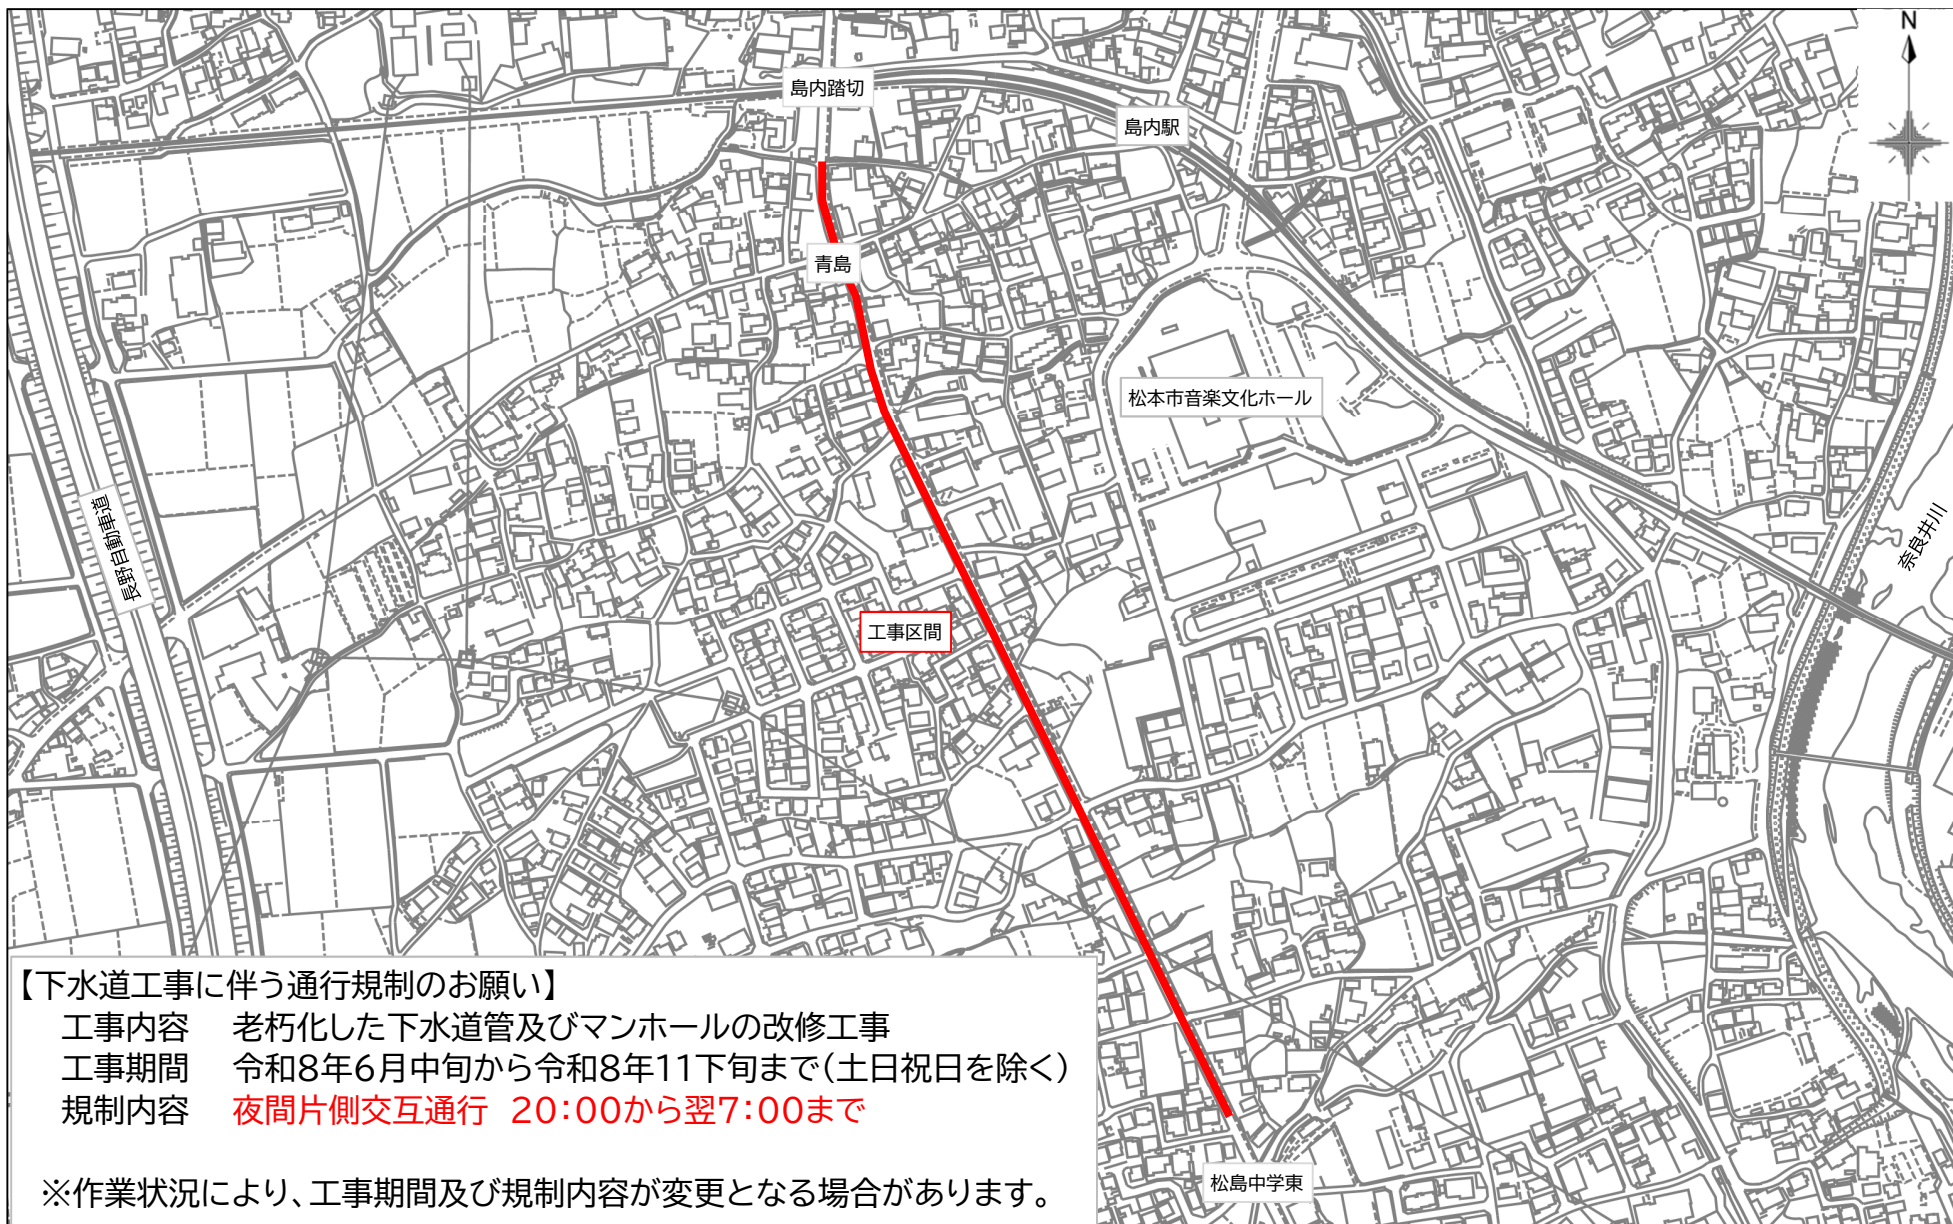 N
島内踏切
島内駅
青島
松本市音楽文化ホール
長野自動車道
奈良井川
工事区間
【下水道工事に伴う通行規制のお願い】
工事内容　老朽化した下水道管及びマンホールの改修工事
工事期間　令和8年6月中旬から令和8年11下旬まで(土日祝日を除く)
規制内容　夜間片側交互通行　20:00から翌7:00まで
※作業状況により、工事期間及び規制内容が変更となる場合があります。
松島中学東